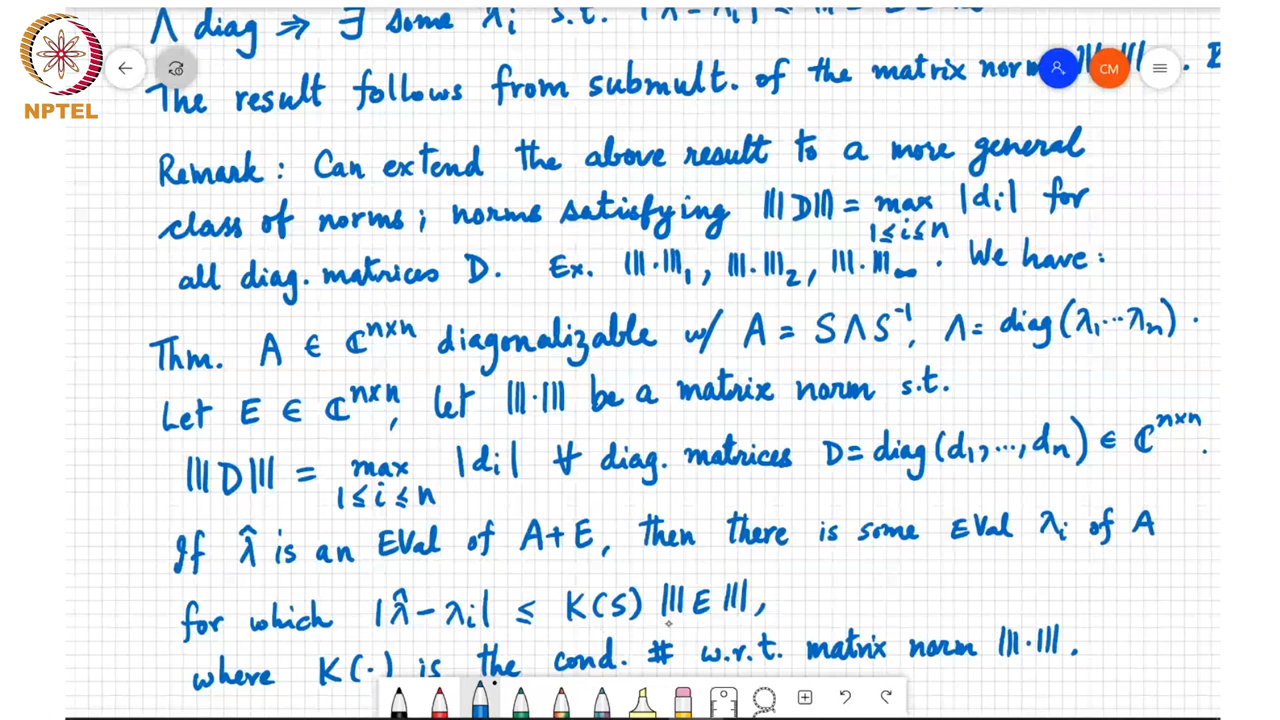 Λ diag ⇒ ∃ some λi s.t. |λ̂ - λi| ≤
The result follows from submult. of the matrix norm
NPTEL
CM
Remark: Can extend the above result to a more general
class of norms; norms satisfying |||D||| = max |di| for
1≤i≤n
all diag. matrices D. Ex. |||·|||₁, |||·|||₂, |||·|||∞. We have:
Thm. A ∈ ℂⁿˣⁿ diagonalizable w/ A = SΛS⁻¹, Λ = diag(λ₁...λn).
Let E ∈ ℂⁿˣⁿ, let |||·||| be a matrix norm s.t.
|||D||| = max |di| ∀ diag. matrices D = diag(d₁,...,dn) ∈ ℂⁿˣⁿ.
1≤i≤n
If λ̂ is an EVal of A+E, then there is some EVal λi of A
for which |λ̂ - λi| ≤ K(S) |||E|||,
where K(·) is the cond. # w.r.t. matrix norm |||·|||.